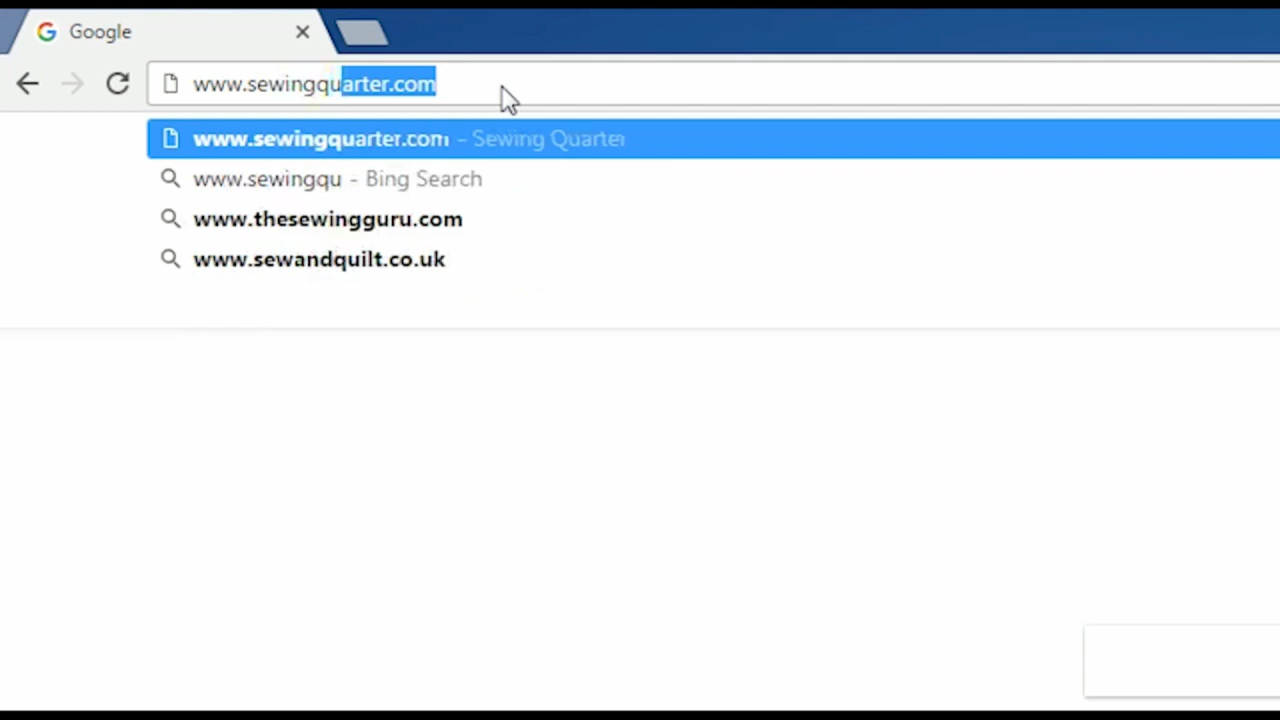 Google
www.sewingquarter.com
www.sewingquarter.com – Sewing Quarter
www.sewingqu - Bing Search
www.thesewingguru.com
www.sewandquilt.co.uk